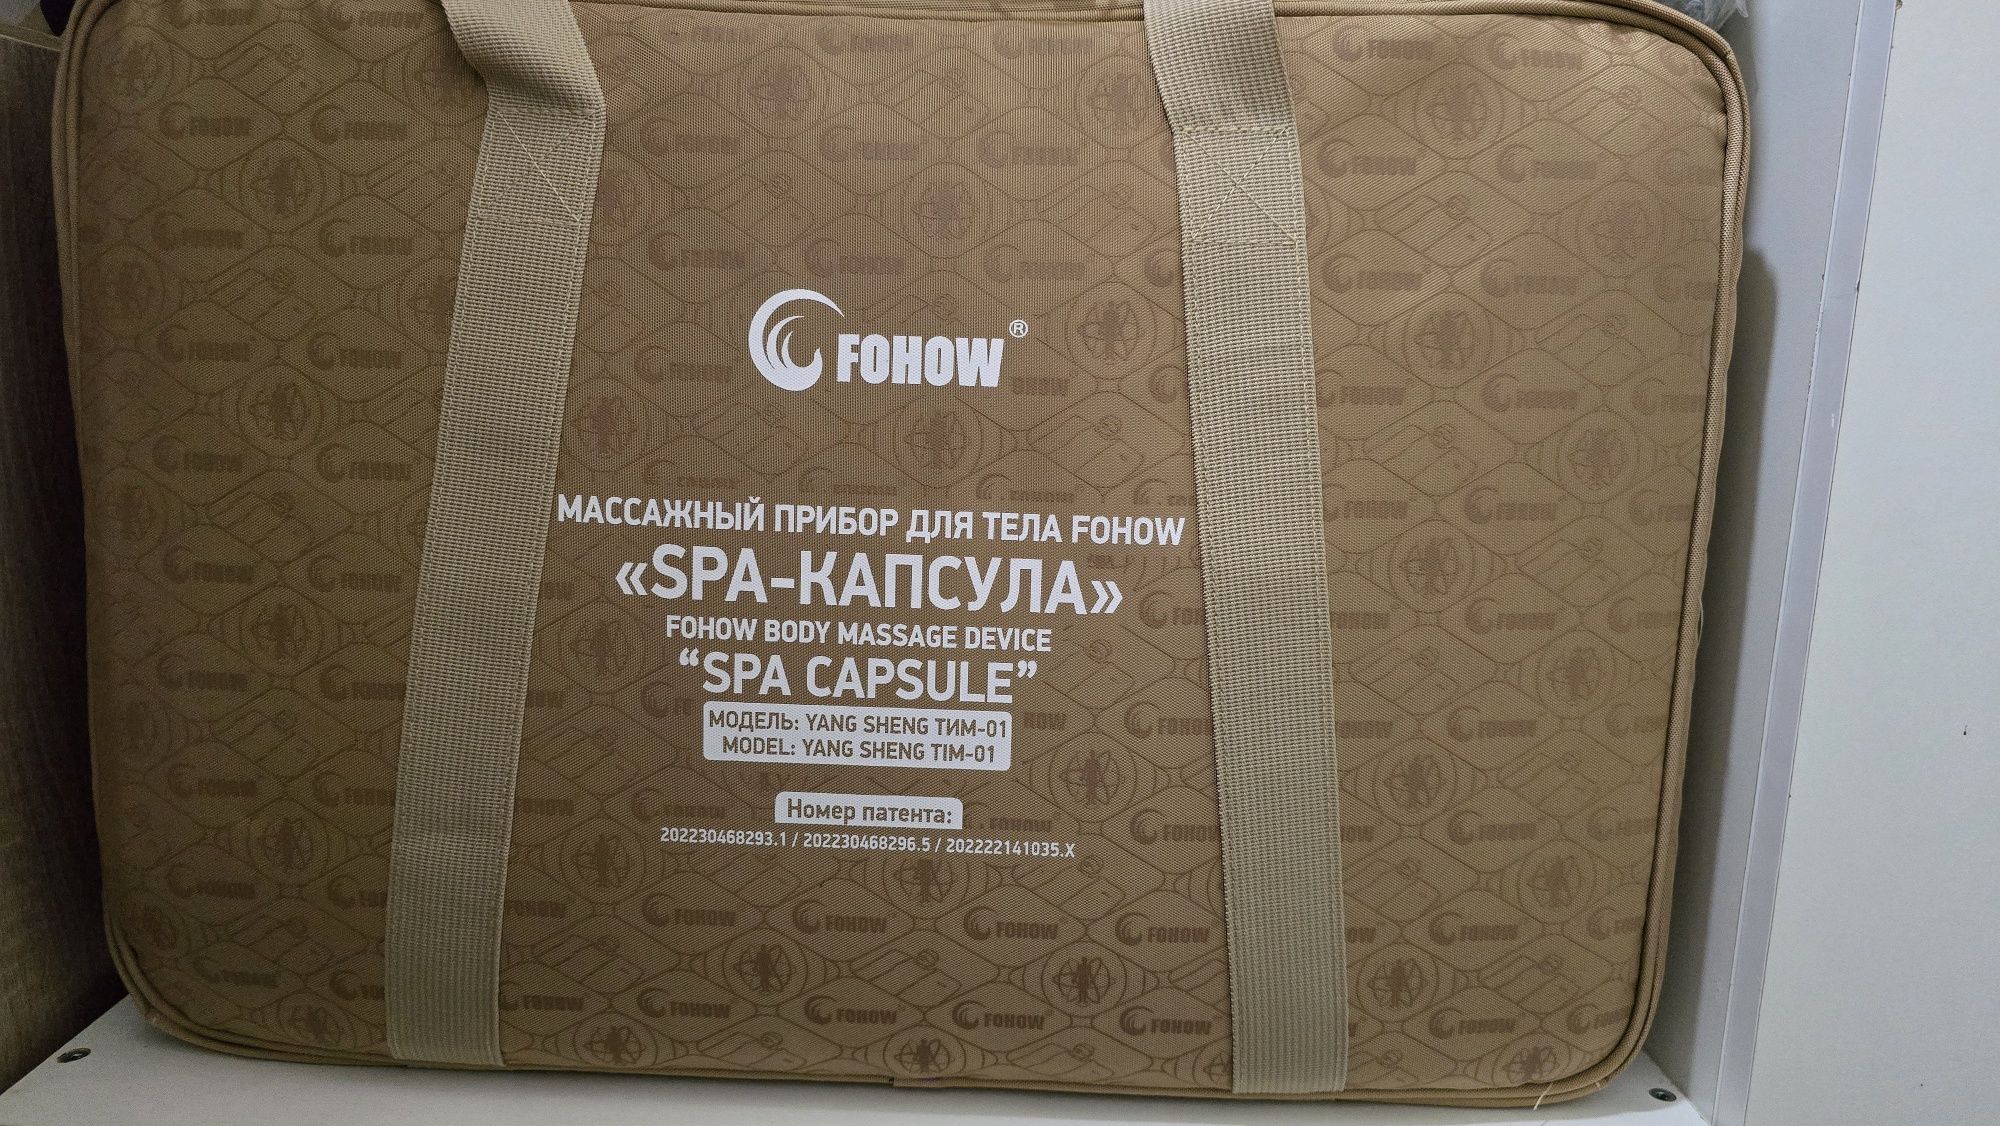 FOHOW®
МАССАЖНЫЙ ПРИБОР ДЛЯ ТЕЛА FOHOW
«SPA-КАПСУЛА»
FOHOW BODY MASSAGE DEVICE
“SPA CAPSULE”
МОДЕЛЬ: YANG SHENG ТИМ-01
MODEL: YANG SHENG TIM-01
Номер патента:
202230468293.1 / 202230468296.5 / 202222141035.X